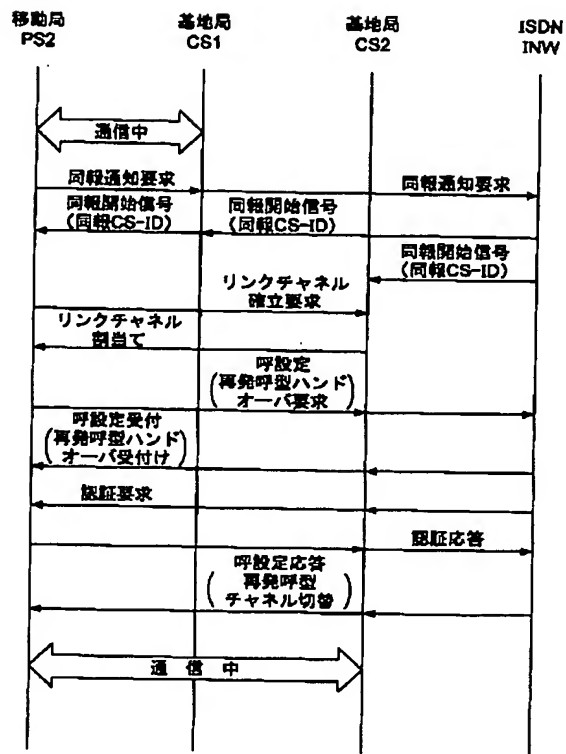 移動局
PS2
基地局
CS1
基地局
CS2
ISDN
INW
通信中
同報通知要求
同報通知要求
同報開始信号
(同報CS-ID)
同報開始信号
(同報CS-ID)
同報開始信号
(同報CS-ID)
リンクチャネル
確立要求
リンクチャネル
割当て
呼設定
(再発呼型ハンド
オーバ要求)
呼設定受付
(再発呼型ハンド
オーバ受付け)
認証要求
認証応答
呼設定応答
(再発呼型
チャネル切替)
通 信 中